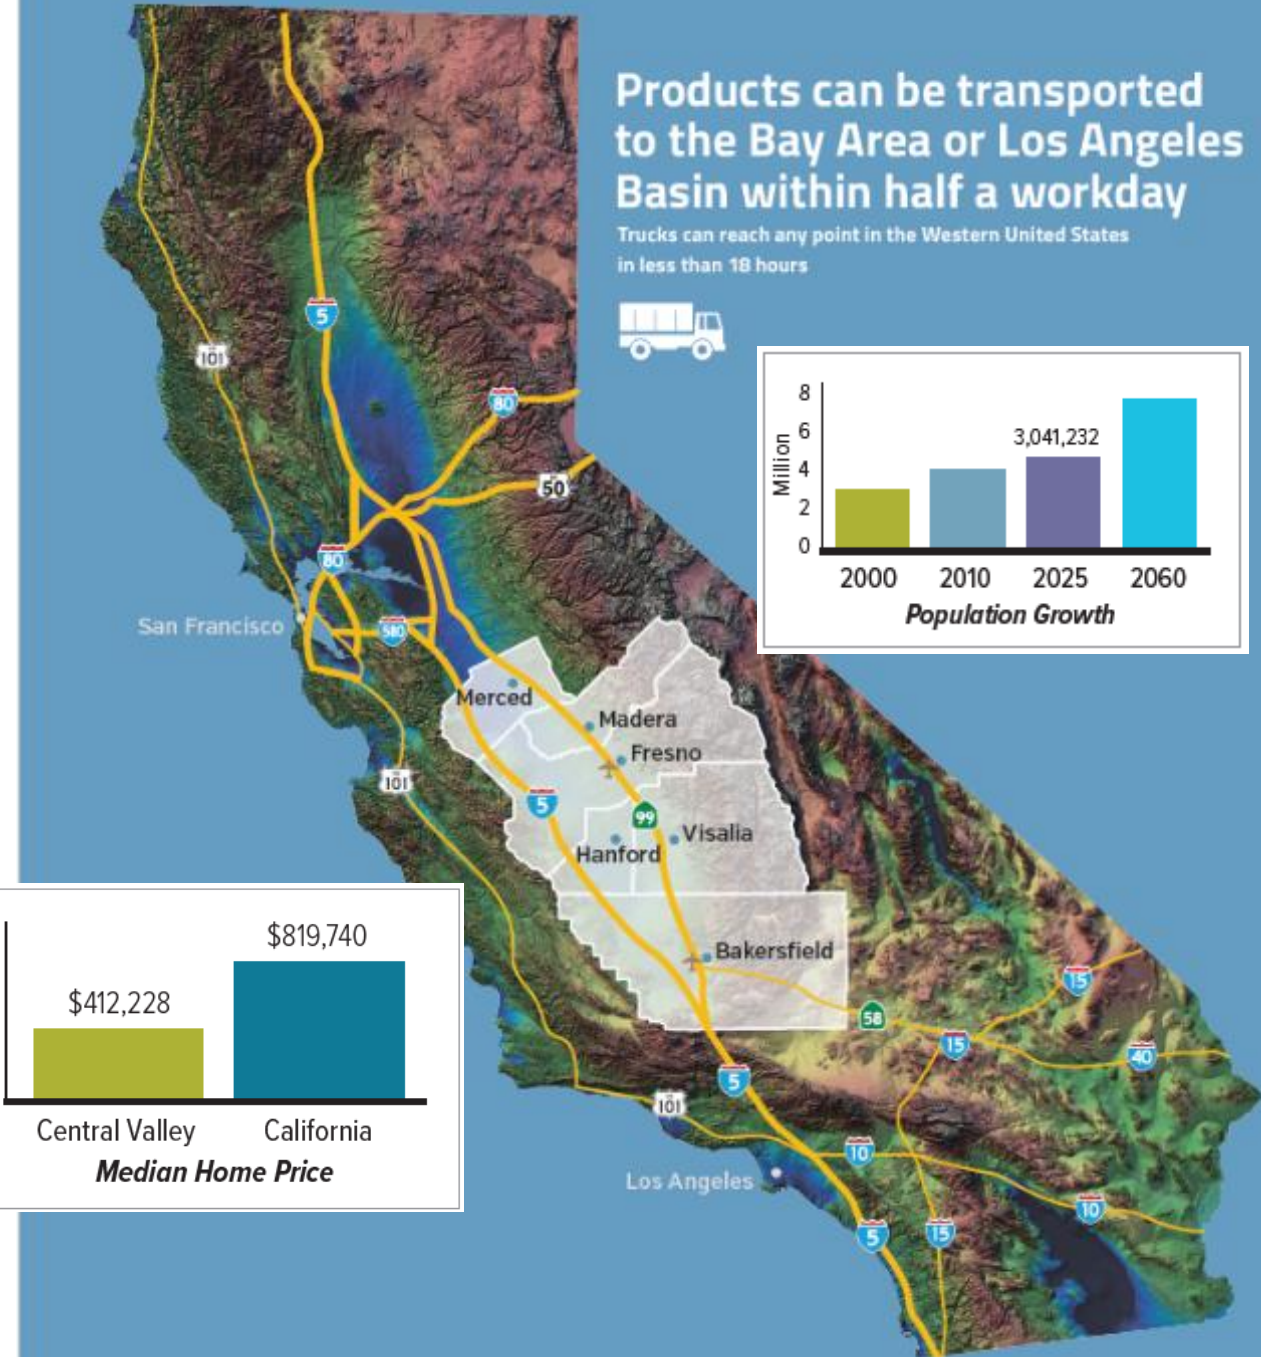 Products can be transported
to the Bay Area or Los Angeles
Basin within half a workday
Trucks can reach any point in the Western United States
in less than 18 hours
5
101
80
50
8
6
4
2
0
Million
3,041,232
2000 2010 2025 2060
Population Growth
80
San Francisco
580
Merced
Madera
Fresno
101
5
99
Visalia
Hanford
Bakersfield
$819,740
$412,228
Central Valley California
Median Home Price
58
15
15
40
5
101
10
Los Angeles
10
5
15